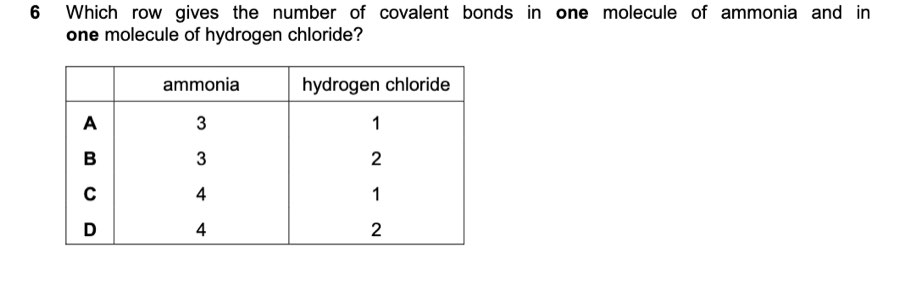 6 Which row gives the number of covalent bonds in one molecule of ammonia and in
one molecule of hydrogen chloride?
ammonia hydrogen chloride
A 3 1
B 3 2
C 4 1
D 4 2